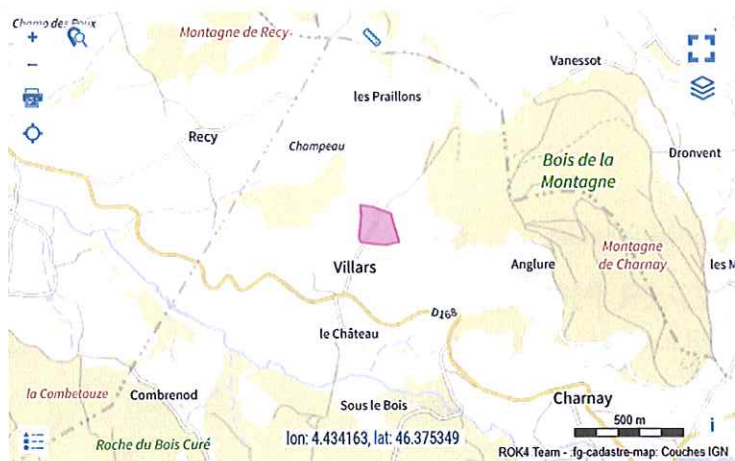 Champ des Poux
Montagne de Recy
+
−
les Praillons
Vanessot
Recy
Champeau
Bois de la
Montagne
Dronvent
Villars
Anglure
Montagne
de Charnay
les M
D168
le Château
la Combetouze
Combrenod
Sous le Bois
Charnay
Roche du Bois Curé
lon: 4.434163, lat: 46.375349
500 m
i
ROK4 Team - :fg-cadastre-map: Couches IGN